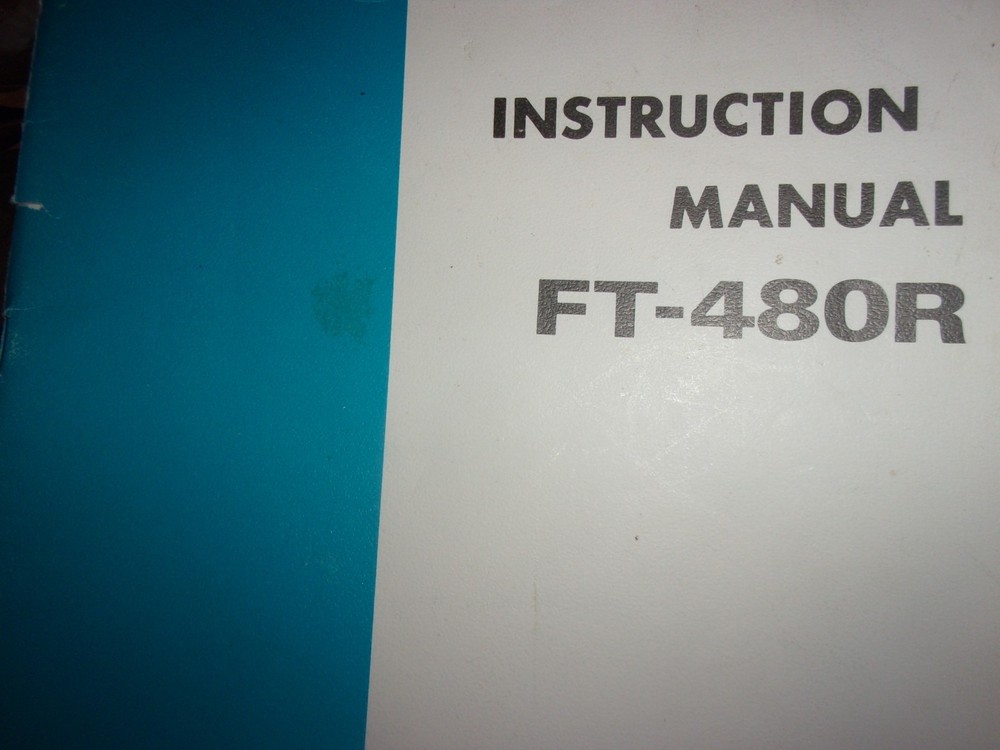 INSTRUCTION
MANUAL
FT-480R